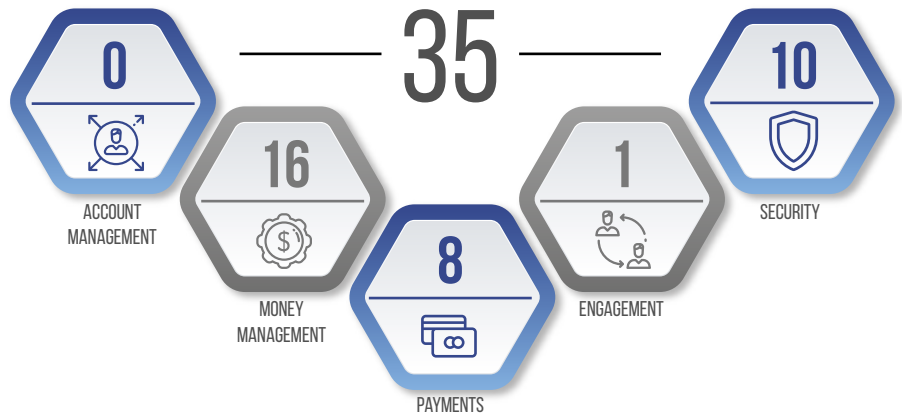 35
0
ACCOUNT
MANAGEMENT
16
$
MONEY
MANAGEMENT
8
PAYMENTS
1
ENGAGEMENT
10
SECURITY